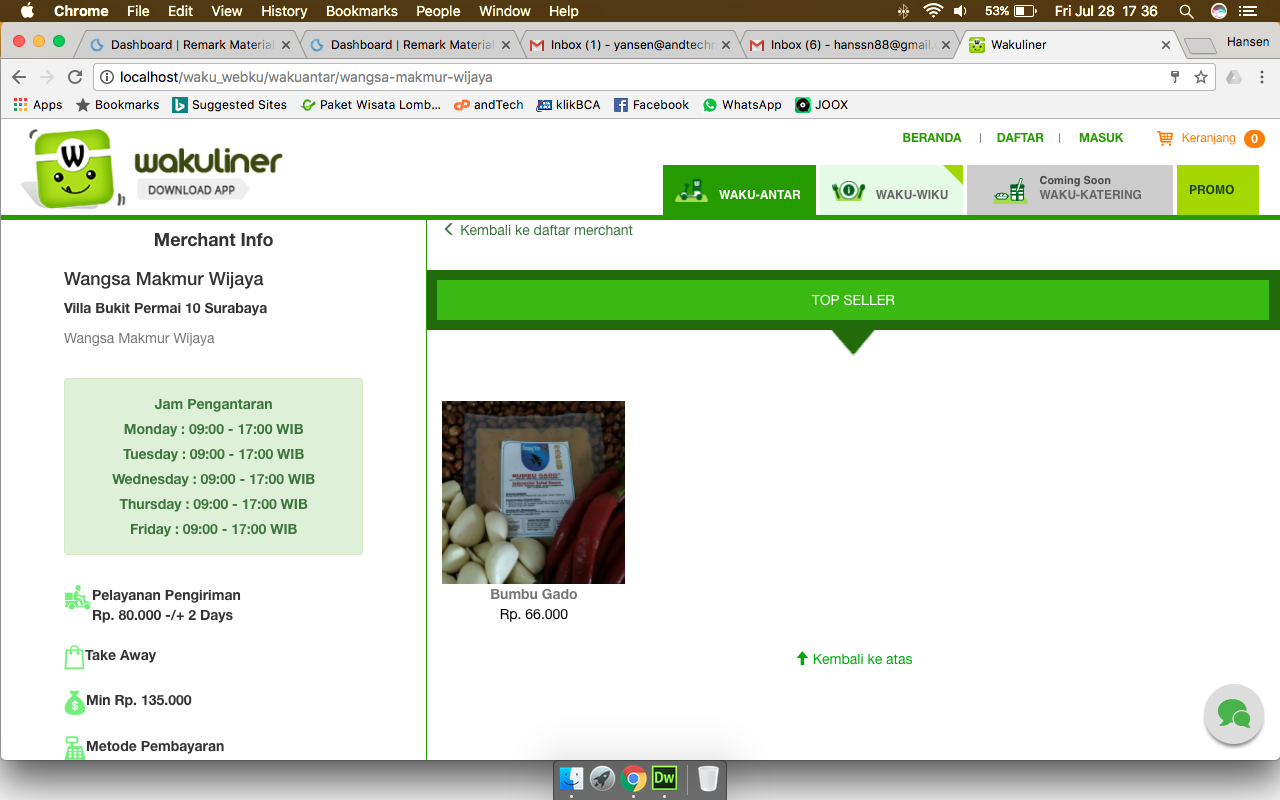 Chrome File Edit View History Bookmarks People Window Help 53% Fri Jul 28 17 36
Dashboard | Remark Material
Dashboard | Remark Material
Inbox (1) - yansen@andtech
Inbox (6) - hanssn88@gmail.
Wakuliner
Hansen
localhost/waku_webku/wakuantar/wangsa-makmur-wijaya
Apps Bookmarks Suggested Sites Paket Wisata Lomb... andTech klikBCA Facebook WhatsApp JOOX
W
wakuliner
DOWNLOAD APP
BERANDA | DAFTAR | MASUK Keranjang 0
WAKU-ANTAR
WAKU-WIKU
Coming Soon
WAKU-KATERING
PROMO
Merchant Info
Wangsa Makmur Wijaya
Villa Bukit Permai 10 Surabaya
Wangsa Makmur Wijaya
Jam Pengantaran
Monday : 09:00 - 17:00 WIB
Tuesday : 09:00 - 17:00 WIB
Wednesday : 09:00 - 17:00 WIB
Thursday : 09:00 - 17:00 WIB
Friday : 09:00 - 17:00 WIB
Pelayanan Pengiriman
Rp. 80.000 -/+ 2 Days
Take Away
Min Rp. 135.000
Metode Pembayaran
Kembali ke daftar merchant
TOP SELLER
BUMBU GADO
Bumbu Gado
Rp. 66.000
Kembali ke atas
Dw